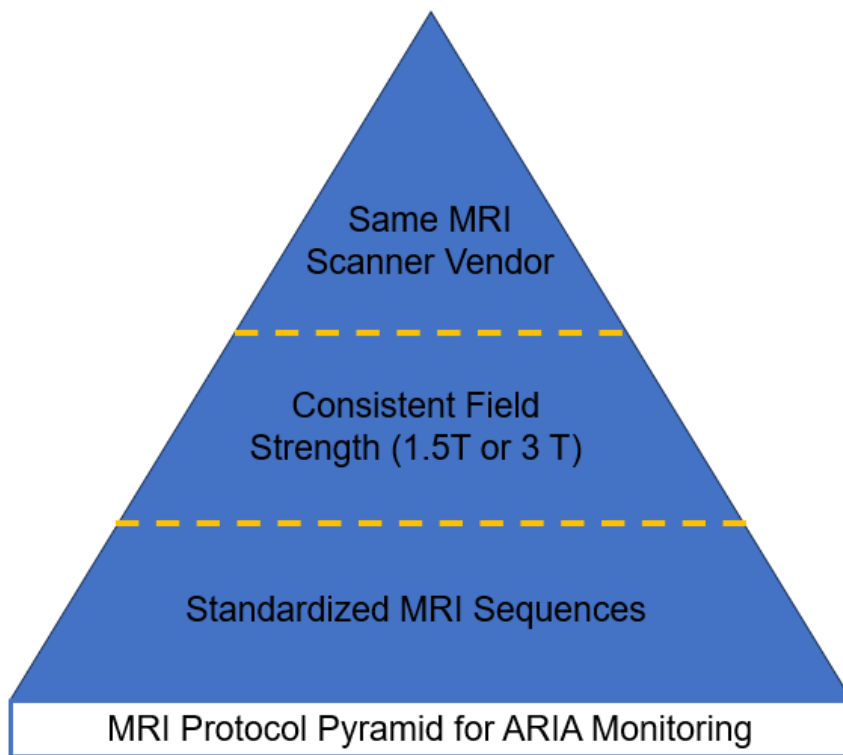 Same MRI
Scanner Vendor
Consistent Field
Strength (1.5T or 3 T)
Standardized MRI Sequences
MRI Protocol Pyramid for ARIA Monitoring